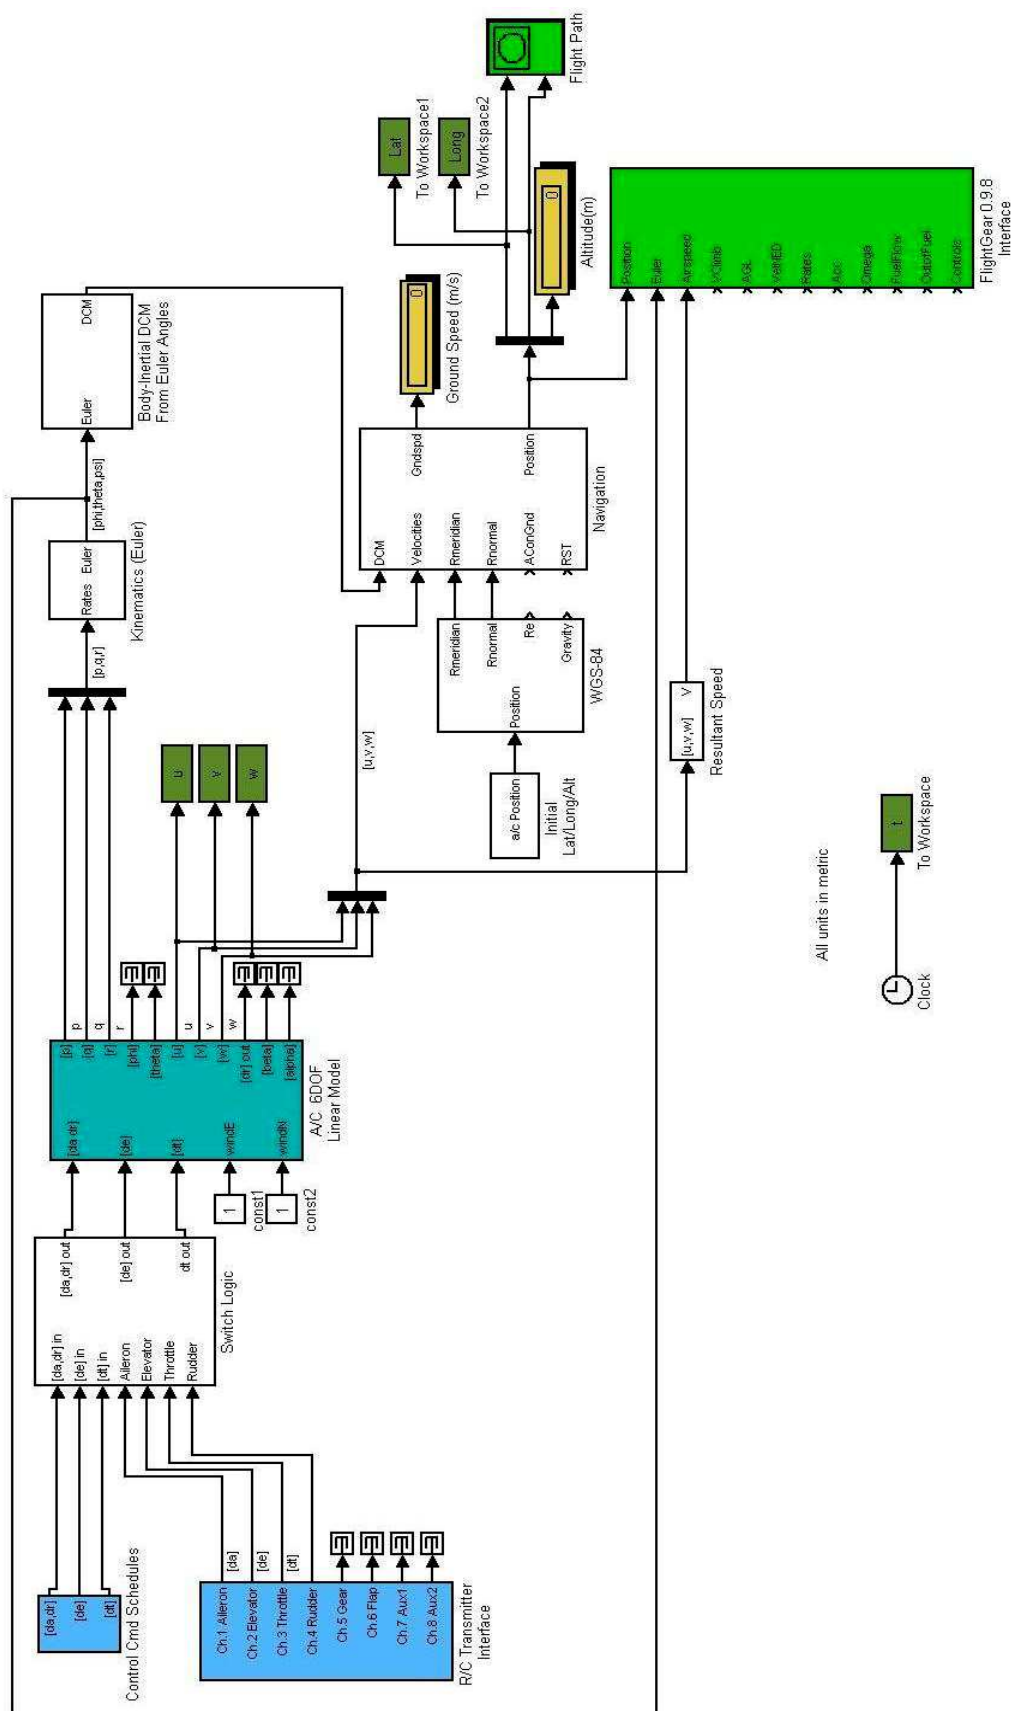 [da,dr]
[de]
[dt]
Control Cmd Schedules
Ch.1 Aileron
Ch.2 Elevator
Ch.3 Throttle
Ch.4 Rudder
Ch.5 Gear
Ch.6 Flap
Ch.7 Aux1
Ch.8 Aux2
R/C Transmitter
Interface
[da]
[de]
[dt]
[da,dr] in
[de] in
[dt] in
Aileron
Elevator
Throttle
Rudder
[da,dr] out
[de] out
dt out
Switch Logic
1
const1
1
const2
[da dr]
[de]
[dt]
windE
windN
[p]
[q]
[r]
[phi]
[theta]
[u]
[v]
[w]
[dr] out
[beta]
[alpha]
A/C 6DOF
Linear Model
p
q
r
u
v
w
u
v
w
[p,q,r]
Rates
Euler
Kinematics (Euler)
[phi,theta,psi]
Euler
DCM
Body-Inertial DCM
From Euler Angles
[u,v,w]
a/c Position
Initial
Lat/Long/Alt
Position
Rmeridian
Rnormal
Re
Gravity
WGS-84
DCM
Velocities
Rmeridian
Rnormal
AConGnd
RST
Gndspd
Position
Navigation
0
Ground Speed (m/s)
Lat
To Workspace1
Long
To Workspace2
0
Altitude(m)
Flight Path
[u,v,w]
V
Resultant Speed
Position
Euler
Airspeed
VClimb
AGL
VelNED
Rates
Acc
Omega
FuelFlow
OutofFuel
Controls
FlightGear 0.9.8
Interface
All units in metric
Clock
t
To Workspace